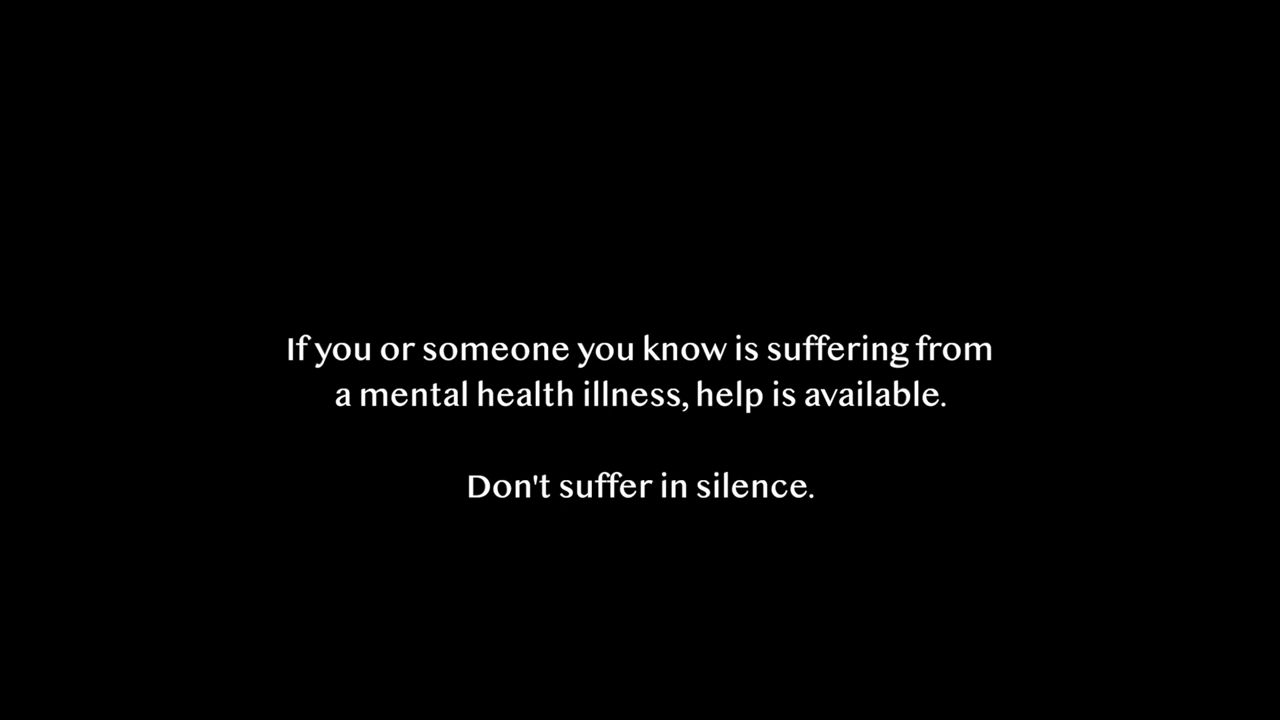 If you or someone you know is suffering from
a mental health illness, help is available.
Don't suffer in silence.